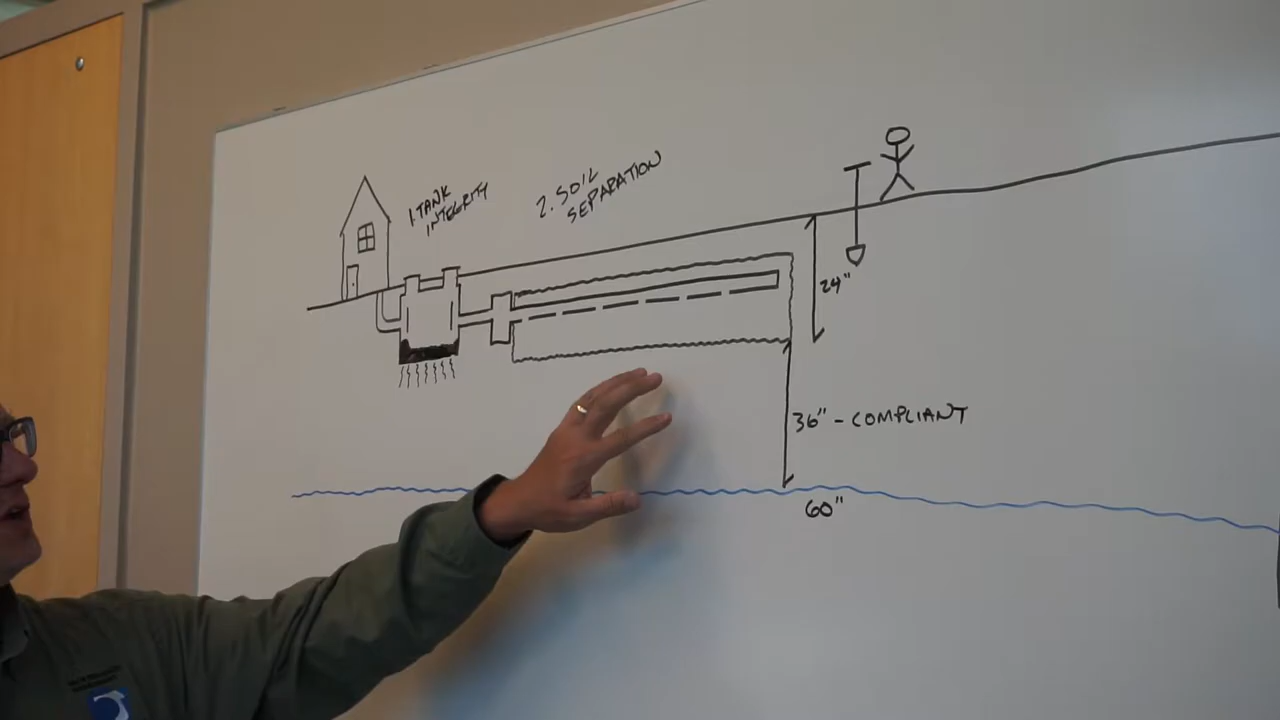 1. TANK
INTEGRITY
2. SOIL
SEPARATION
24"
36" - COMPLIANT
60"